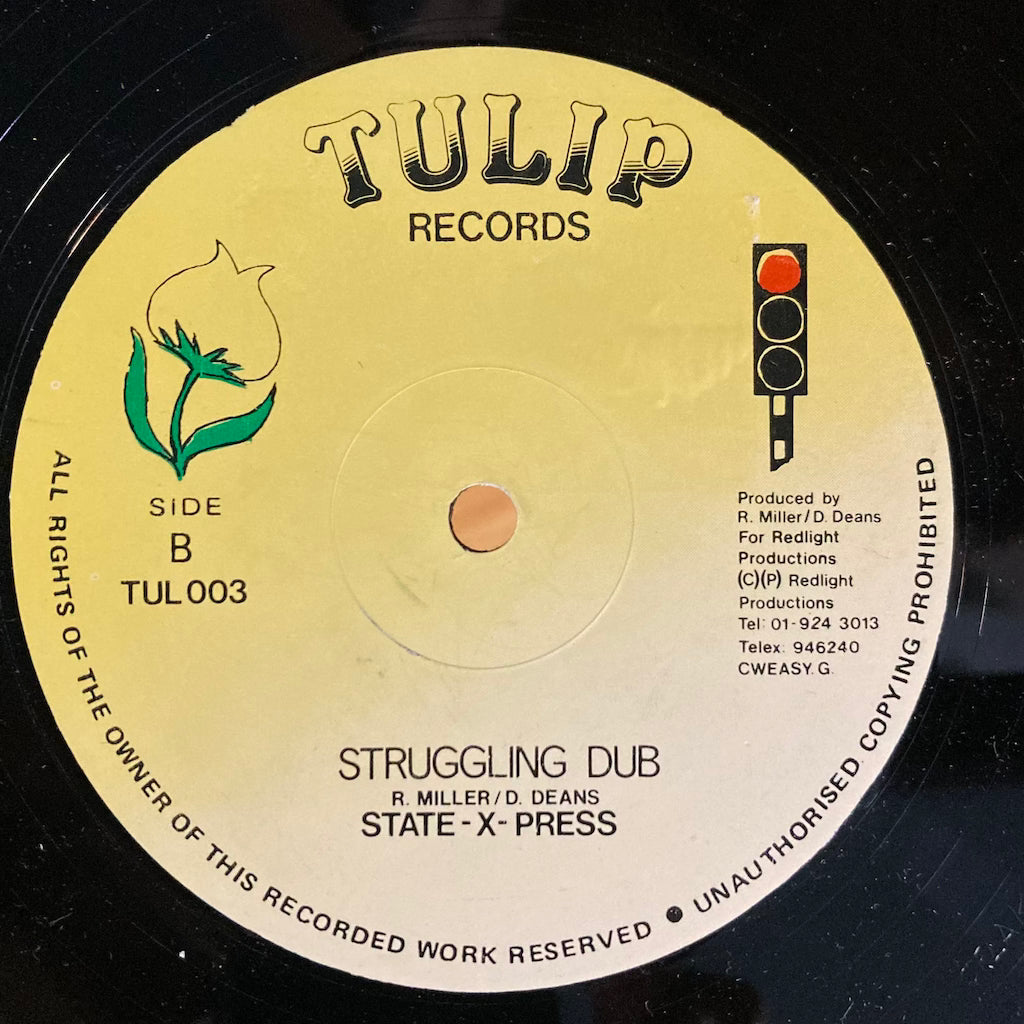 TULIP
RECORDS
SIDE
B
TUL003
Produced by
R. Miller/D. Deans
For Redlight
Productions
(C)(P) Redlight
Productions
Tel: 01-924 3013
Telex: 946240
CWEASY.G.
STRUGGLING DUB
R. MILLER/D. DEANS
STATE-X-PRESS
ALL RIGHTS OF THE OWNER OF THIS RECORDED WORK RESERVED ● UNAUTHORISED COPYING PROHIBITED